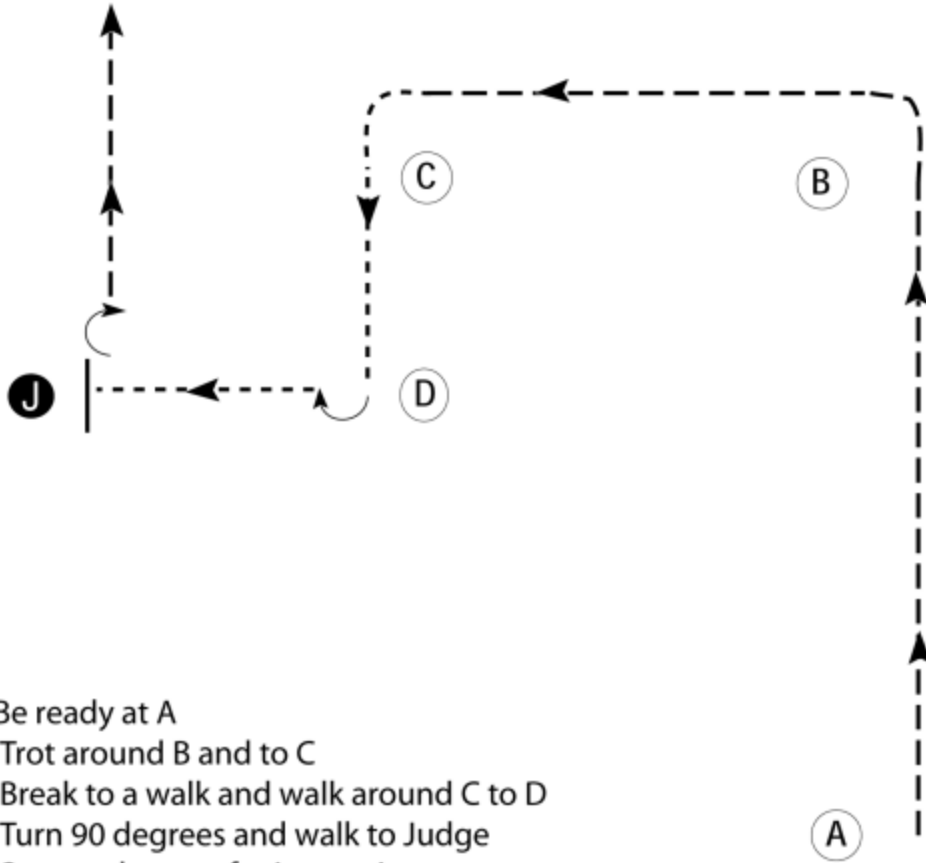 C
B
J
D
Be ready at A
Trot around B and to C
Break to a walk and walk around C to D
Turn 90 degrees and walk to Judge
A